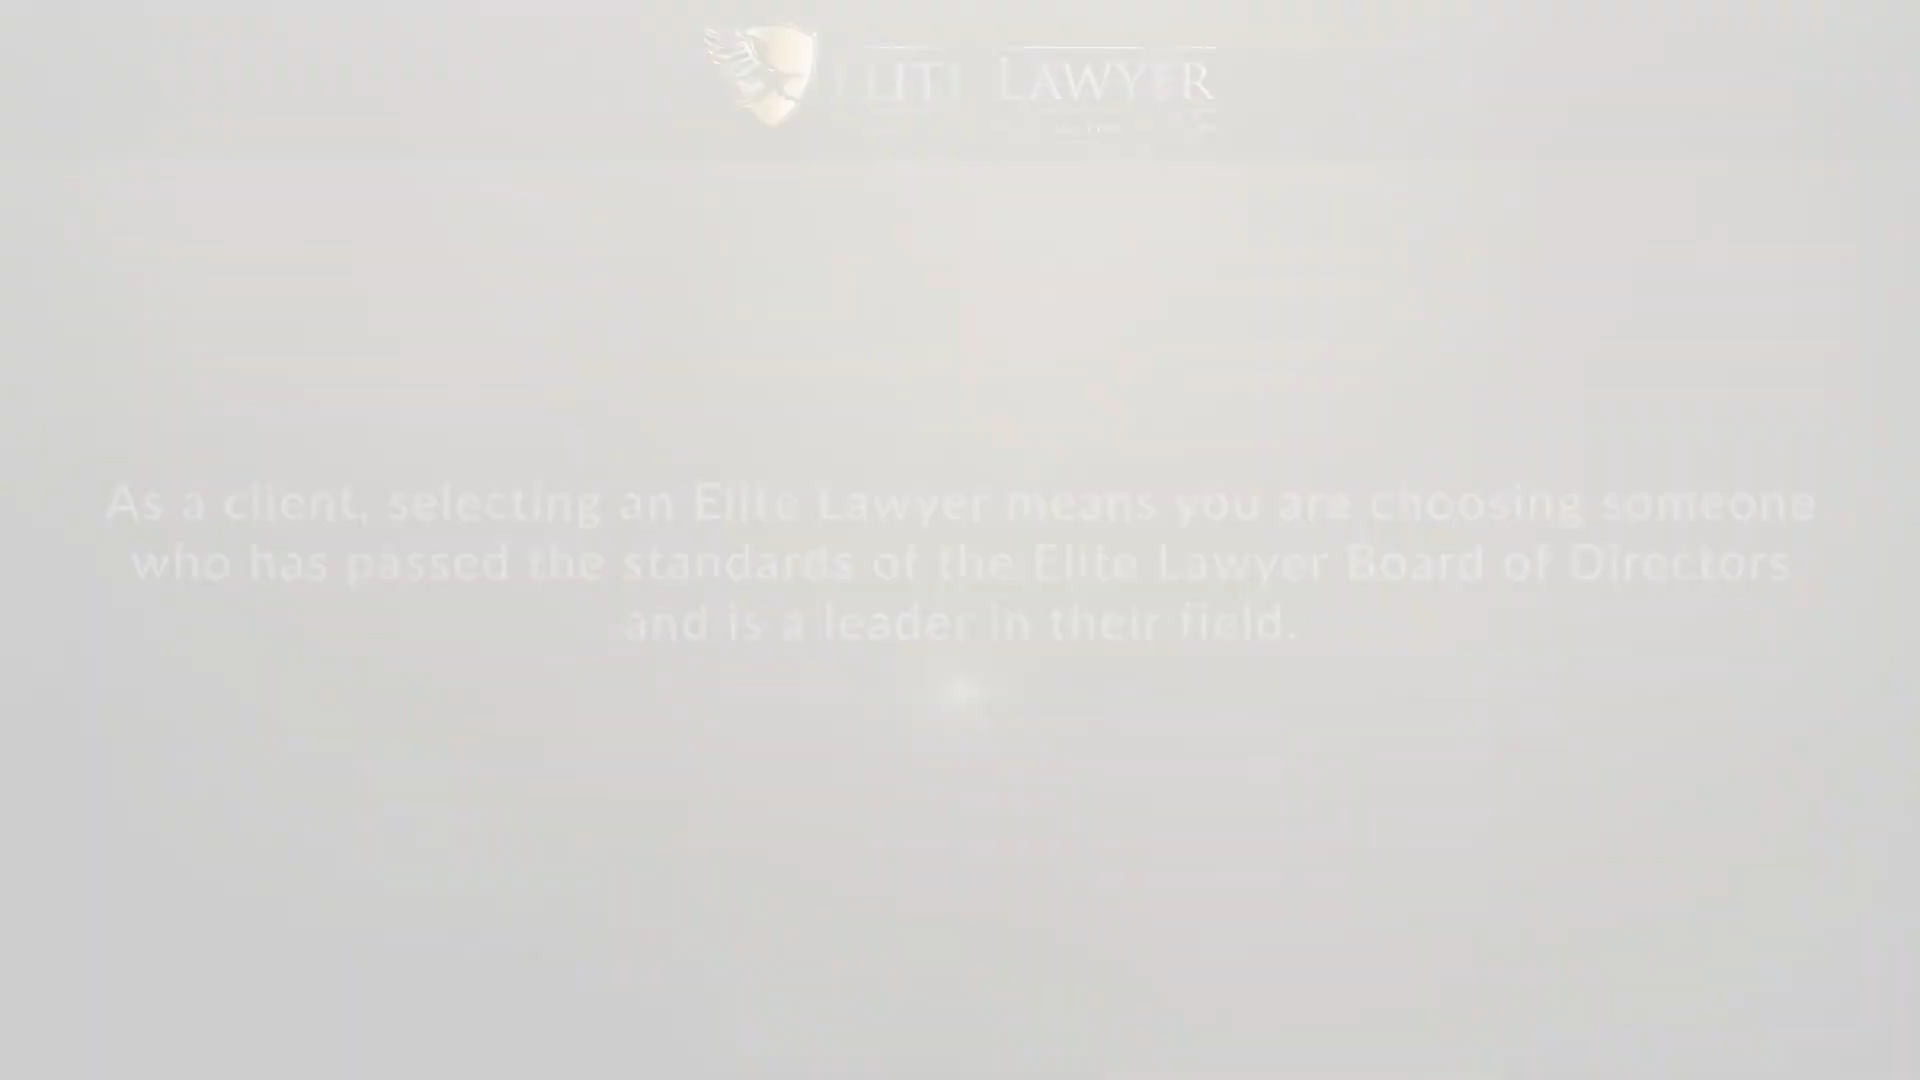 ELITE LAWYER
As a client, selecting an Elite Lawyer means you are choosing someone
who has passed the standards of the Elite Lawyer Board of Directors
and is a leader in their field.